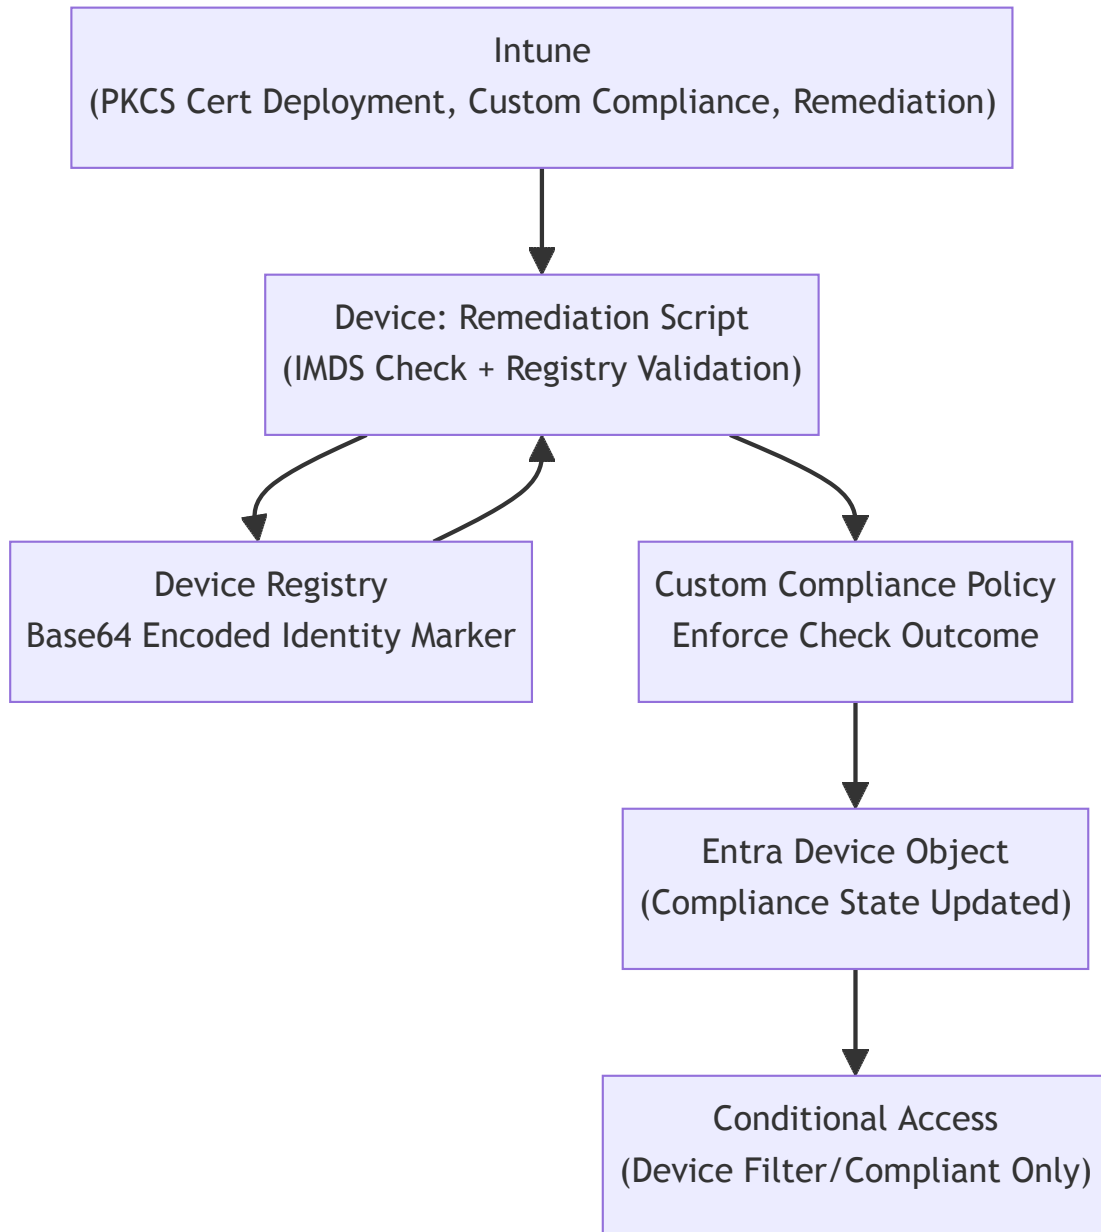 Intune
(PKCS Cert Deployment, Custom Compliance, Remediation)
Device: Remediation Script
(IMDS Check + Registry Validation)
Device Registry
Base64 Encoded Identity Marker
Custom Compliance Policy
Enforce Check Outcome
Entra Device Object
(Compliance State Updated)
Conditional Access
(Device Filter/Compliant Only)